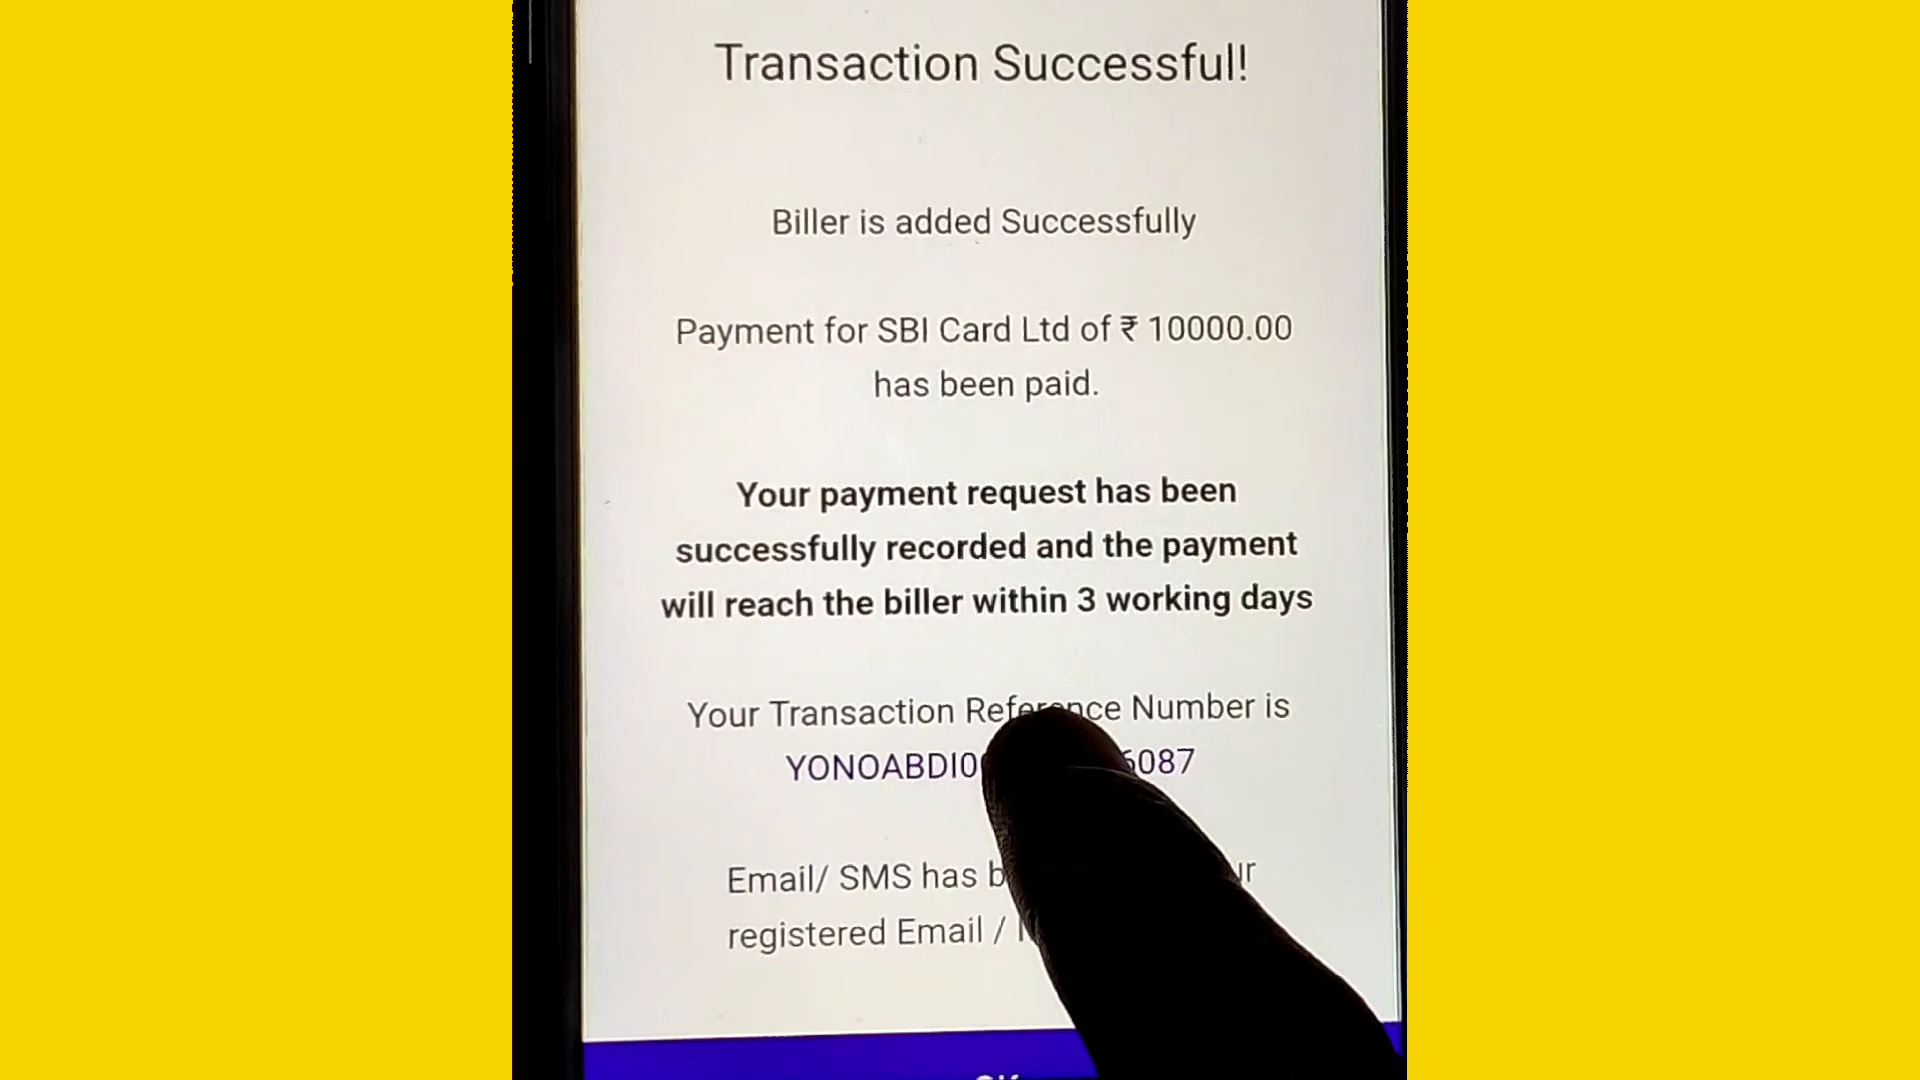 Transaction Successful!
Biller is added Successfully
Payment for SBI Card Ltd of ₹ 10000.00
has been paid.
Your payment request has been
successfully recorded and the payment
will reach the biller within 3 working days
Your Transaction Reference Number is
Email/ SMS has
registered Email /